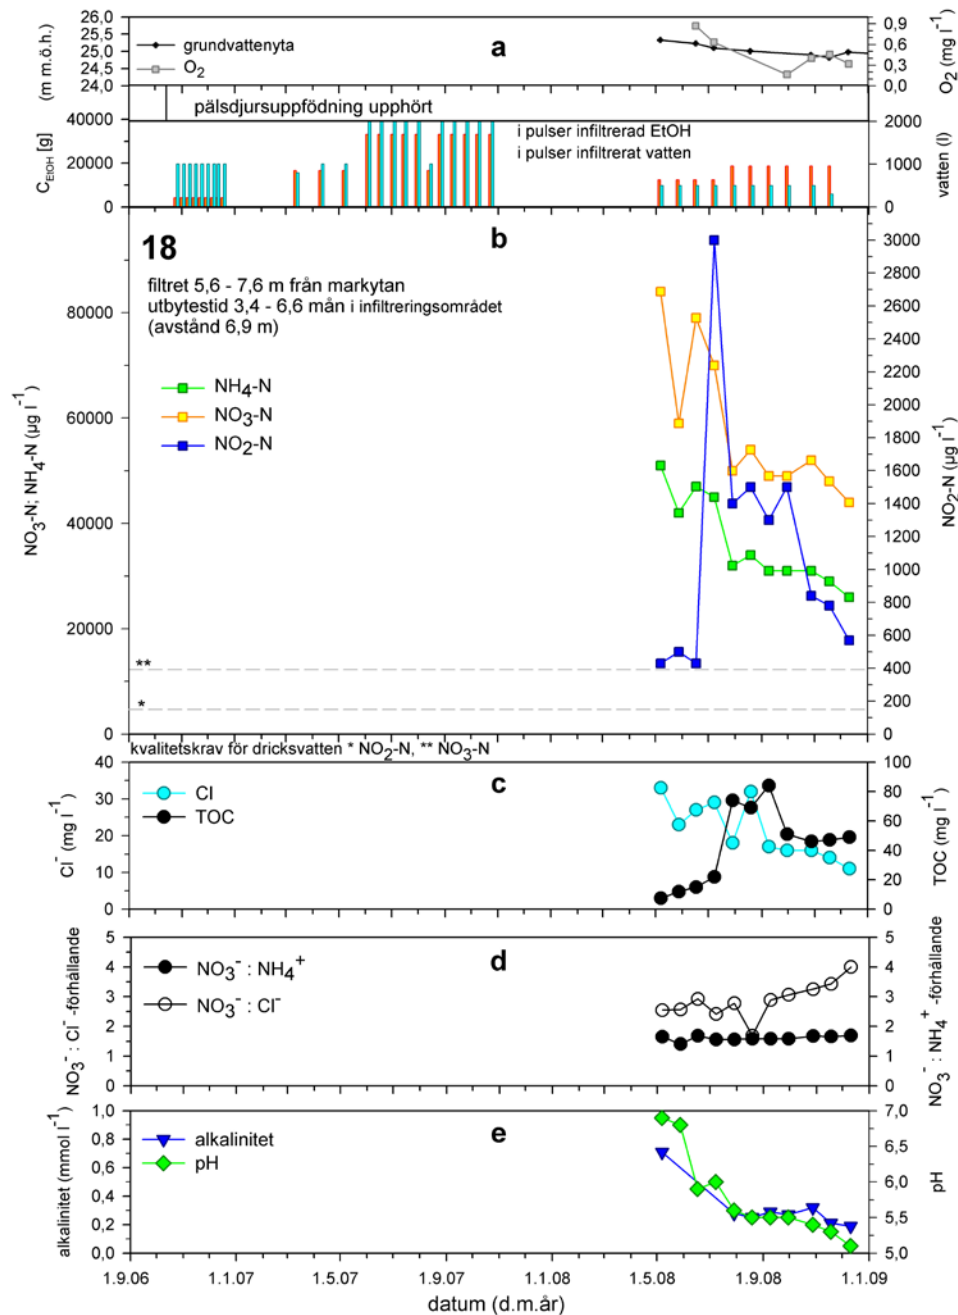 26,0
25,5
25,0
24,5
24,0
(m m.ö.h.)
grundvattenyta
O2
a
0,9
0,6
0,3
0,0
O2 (mg l-1)
pälsdjursuppfödning upphört
40000
20000
0
CEtOH [g]
i pulser infiltrerad EtOH
i pulser infiltrerat vatten
2000
1000
0
vatten (l)
18
b
filtret 5,6 - 7,6 m från markytan
utbytestid 3,4 - 6,6 mån i infiltreringsområdet
(avstånd 6,9 m)
NH4-N
NO3-N
NO2-N
80000
60000
40000
20000
0
NO3-N; NH4-N (µg l-1)
3000
2800
2600
2400
2200
2000
1800
1600
1400
1200
1000
800
600
400
200
0
NO2-N (µg l-1)
**
*
kvalitetskrav för dricksvatten * NO2-N, ** NO3-N
40
30
20
10
0
Cl- (mg l-1)
Cl
TOC
c
100
80
60
40
20
0
TOC (mg l-1)
5
4
3
2
1
0
NO3- : Cl- -förhållande
NO3- : NH4+
NO3- : Cl-
d
5
4
3
2
1
0
NO3- : NH4+ -förhållande
1,0
0,8
0,6
0,4
0,2
0,0
alkalinitet (mmol l-1)
alkalinitet
pH
e
7,0
6,5
6,0
5,5
5,0
pH
1.9.06
1.1.07
1.5.07
1.9.07
1.1.08
1.5.08
1.9.08
1.1.09
datum (d.m.år)